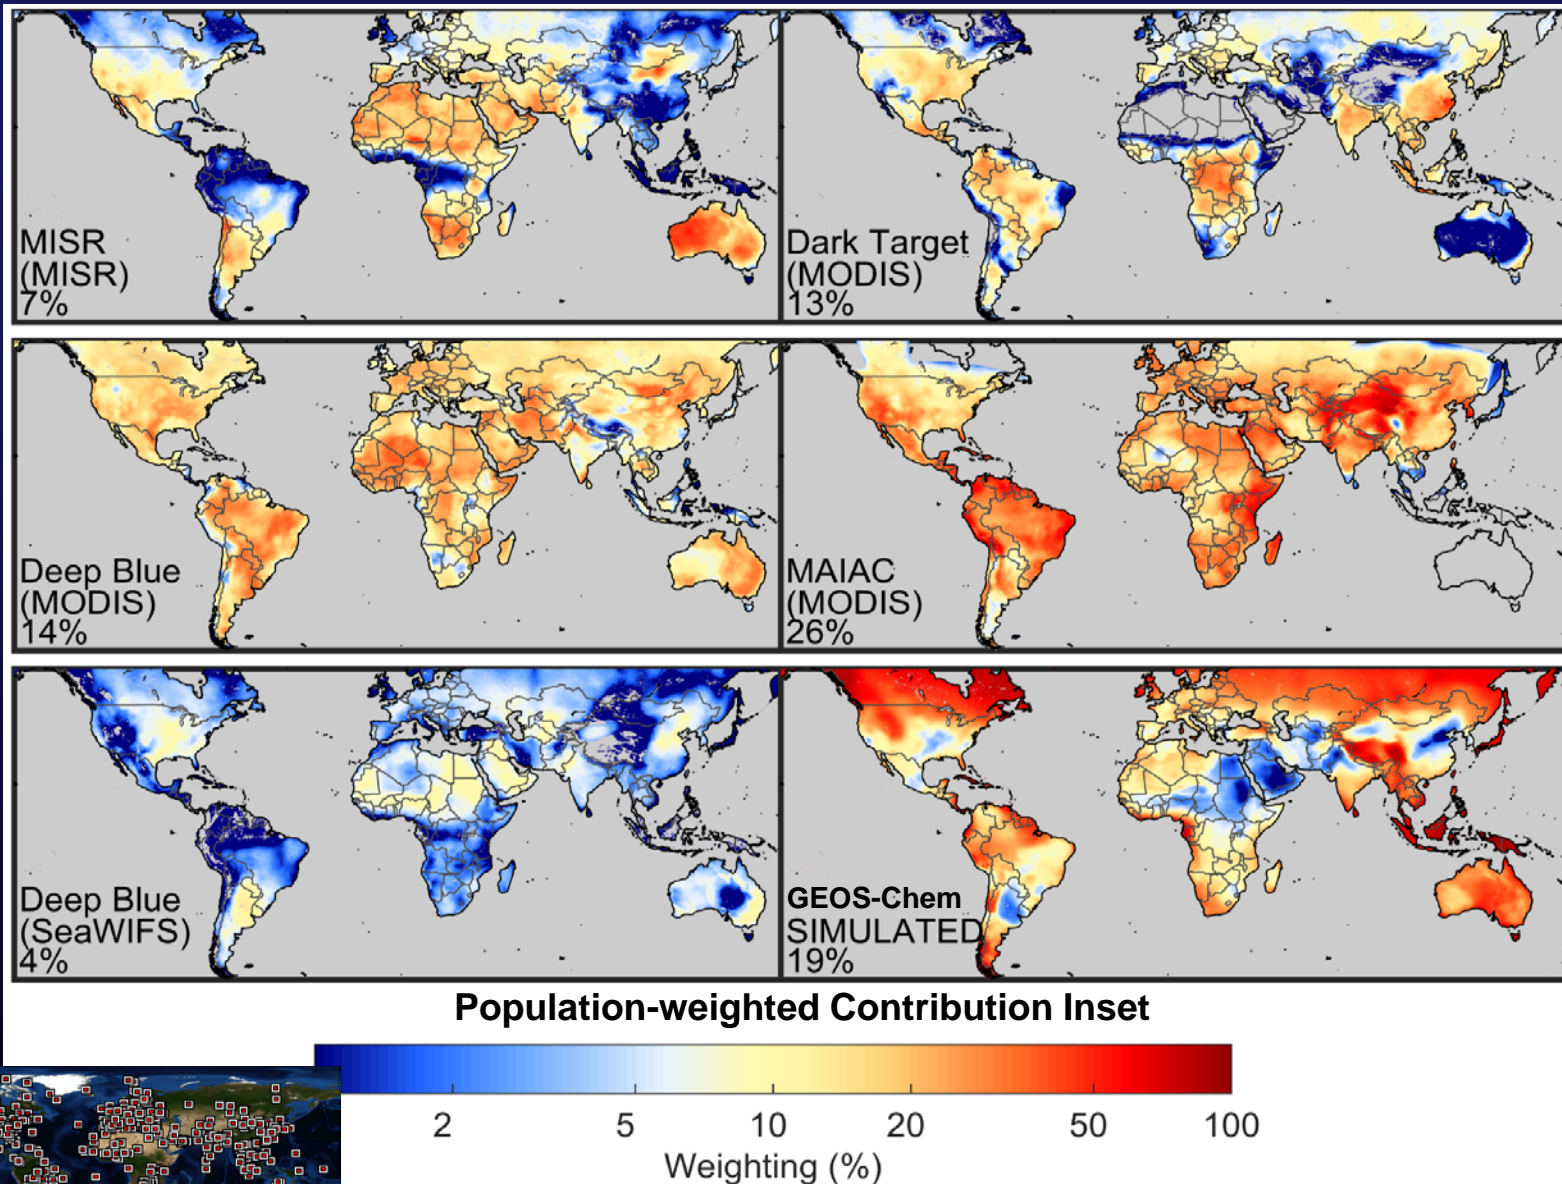 MISR
(MISR)
7%
Dark Target
(MODIS)
13%
Deep Blue
(MODIS)
14%
MAIAC
(MODIS)
26%
Deep Blue
(SeaWIFS)
4%
GEOS-Chem
SIMULATED
19%
Population-weighted Contribution Inset
2 5 10 20 50 100
Weighting (%)